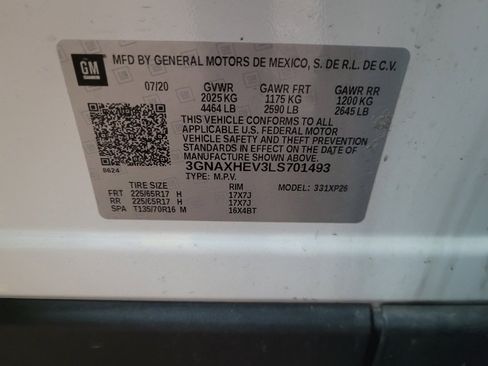 GM
MFD BY GENERAL MOTORS DE MEXICO, S. DE R.L. DE C.V.
07/20 GVWR GAWR FRT GAWR RR
2025 KG 1175 KG 1200 KG
4464 LB 2590 LB 2645 LB
THIS VEHICLE CONFORMS TO ALL
APPLICABLE U.S. FEDERAL MOTOR
VEHICLE SAFETY AND THEFT PREVENTION
STANDARDS IN EFFECT ON THE DATE
OF MANUFACTURE SHOWN ABOVE.
8624 3GNAXHEV3LS701493
TYPE: M.P.V.
TIRE SIZE RIM MODEL: 331XP26
FRT 225/65R17 H 17X7J
RR 225/65R17 H 17X7J
SPA T135/70R16 M 16X4BT